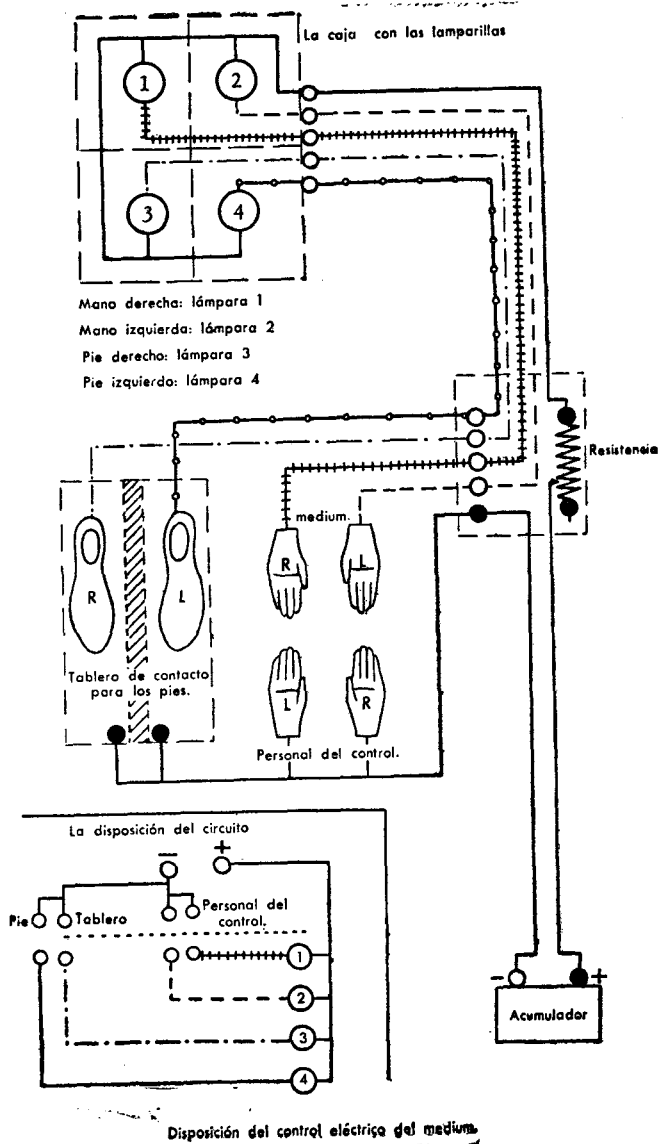 La caja con las lamparillas
1
2
3
4
Mano derecha: lámpara 1
Mano izquierda: lámpara 2
Pie derecho: lámpara 3
Pie izquierdo: lámpara 4
Resistencia
medium.
R
L
R
L
Tablero de contacto
para los pies.
L
R
Personal del control.
La disposición del circuito
− +
Pie
Tablero
Personal del
control.
1
2
3
4
− +
Acumulador
Disposición del control eléctrico del medium.